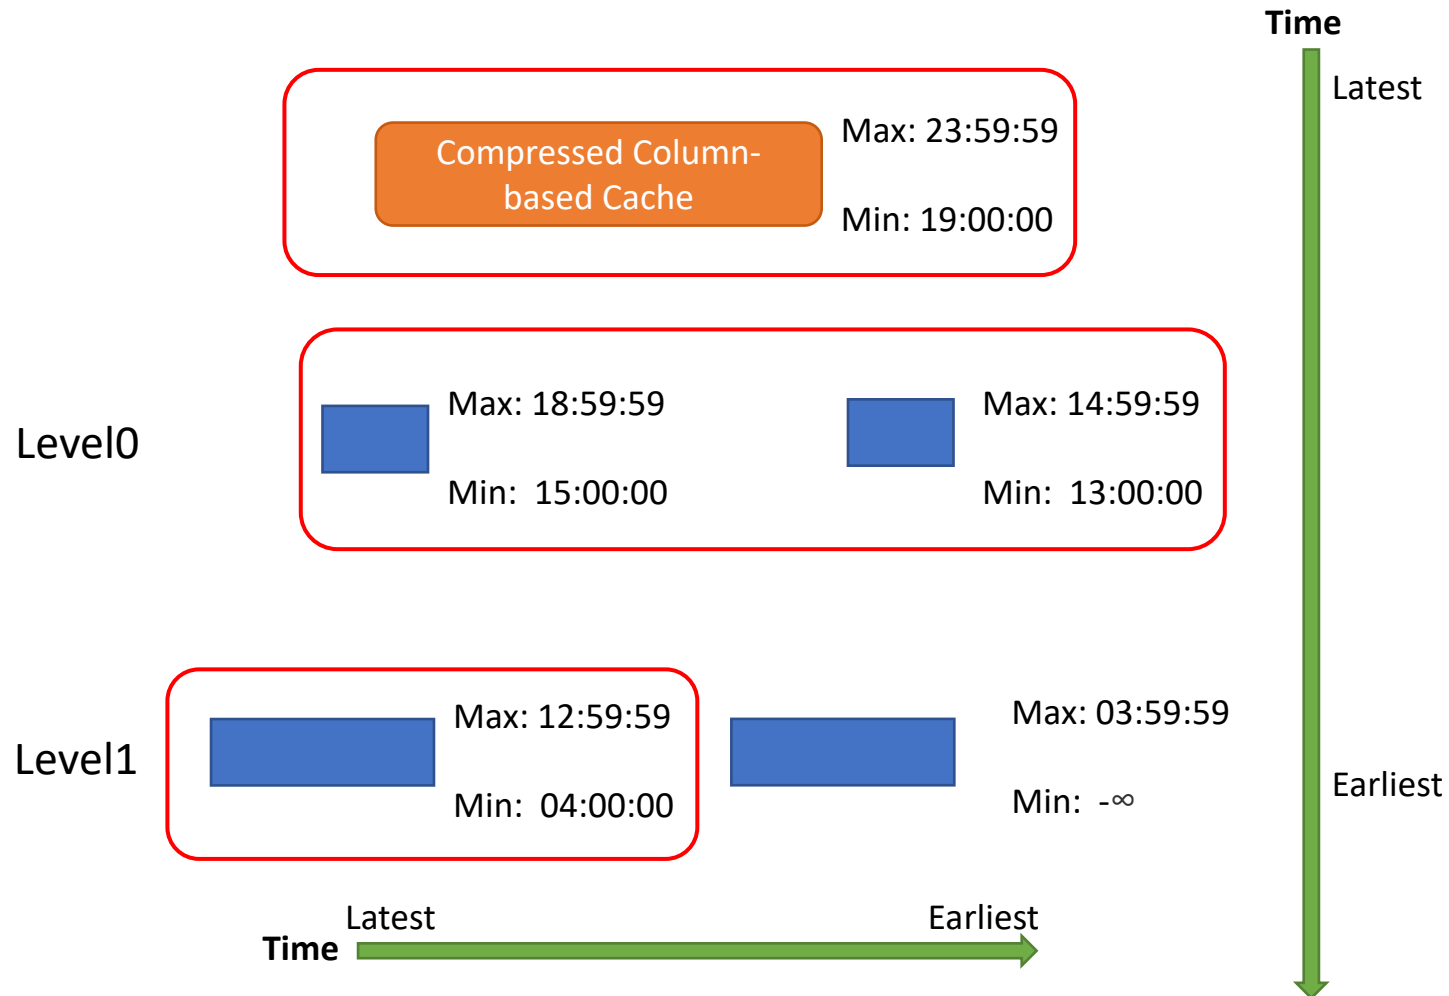 Time
Latest
Compressed Column-
based Cache
Max: 23:59:59
Min: 19:00:00
Level0
Max: 18:59:59
Min: 15:00:00
Max: 14:59:59
Min: 13:00:00
Level1
Max: 12:59:59
Min: 04:00:00
Max: 03:59:59
Min: -∞
Earliest
Latest
Earliest
Time